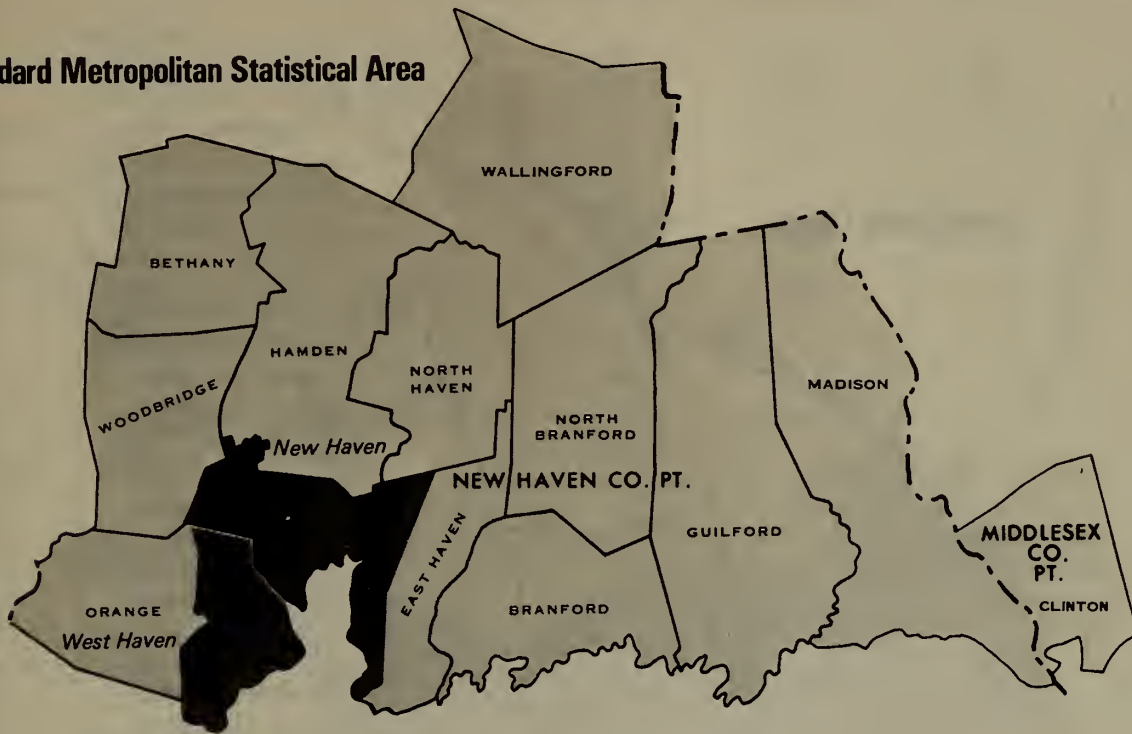 Metropolitan Statistical Area
WALLINGFORD
BETHANY
HAMDEN
NORTH
HAVEN
MADISON
WOODBRIDGE
NORTH
BRANFORD
New Haven
NEW HAVEN CO. PT.
GUILFORD
MIDDLESEX
CO.
PT.
EAST HAVEN
ORANGE
BRANFORD
CLINTON
West Haven